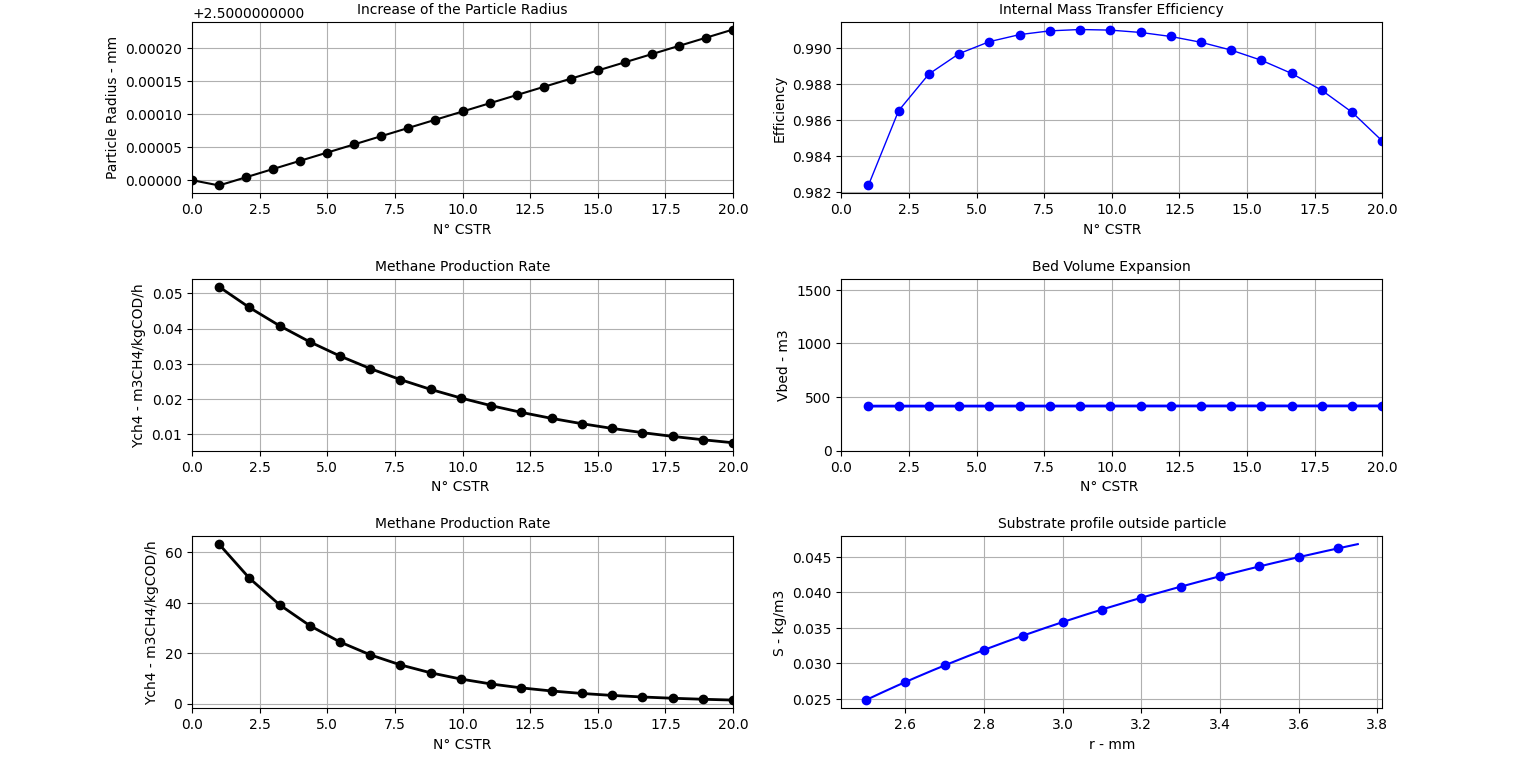 Increase of the Particle Radius
+2.5000000000
Particle Radius - mm
0.00020
0.00015
0.00010
0.00005
0.00000
0.0 2.5 5.0 7.5 10.0 12.5 15.0 17.5 20.0
N° CSTR
Internal Mass Transfer Efficiency
Efficiency
0.990
0.988
0.986
0.984
0.982
0.0 2.5 5.0 7.5 10.0 12.5 15.0 17.5 20.0
N° CSTR
Methane Production Rate
Ych4 - m3CH4/kgCOD/h
0.05
0.04
0.03
0.02
0.01
0.0 2.5 5.0 7.5 10.0 12.5 15.0 17.5 20.0
N° CSTR
Bed Volume Expansion
Vbed - m3
1500
1000
500
0
0.0 2.5 5.0 7.5 10.0 12.5 15.0 17.5 20.0
N° CSTR
Methane Production Rate
Ych4 - m3CH4/kgCOD/h
60
40
20
0
0.0 2.5 5.0 7.5 10.0 12.5 15.0 17.5 20.0
N° CSTR
Substrate profile outside particle
S - kg/m3
0.045
0.040
0.035
0.030
0.025
2.6 2.8 3.0 3.2 3.4 3.6 3.8
r - mm